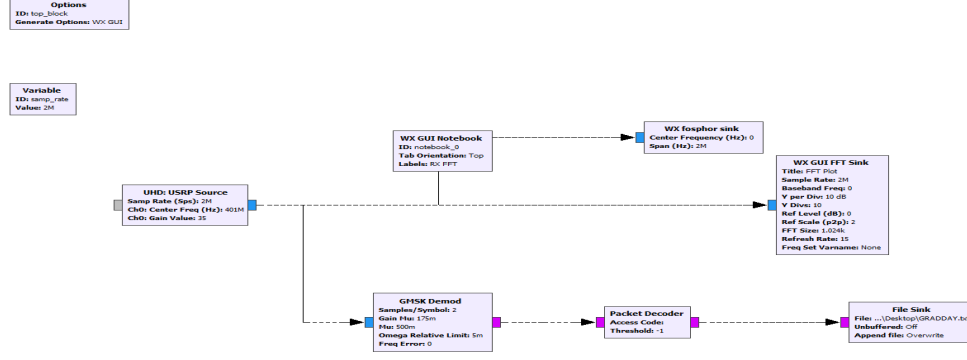 Options
ID: top_block
Generate Options: WX GUI
Variable
ID: samp_rate
Value: 2M
WX GUI Notebook
ID: notebook_0
Tab Orientation: Top
Labels: RX FFT
WX fosphor sink
Center Frequency (Hz): 0
Span (Hz): 2M
WX GUI FFT Sink
Title: FFT Plot
Sample Rate: 2M
Baseband Freq: 0
Y per Div: 10 dB
Y Divs: 10
Ref Level (dB): 0
Ref Scale (p2p): 2
FFT Size: 1.024k
Refresh Rate: 15
Freq Set Varname: None
UHD: USRP Source
Samp Rate (Sps): 2M
Ch0: Center Freq (Hz): 401M
Ch0: Gain Value: 35
GMSK Demod
Samples/Symbol: 2
Gain Mu: 175m
Mu: 500m
Omega Relative Limit: 5m
Freq Error: 0
Packet Decoder
Access Code:
Threshold: -1
File Sink
File: ...\Desktop\GRADDAY.b
Unbuffered: Off
Append file: Overwrite